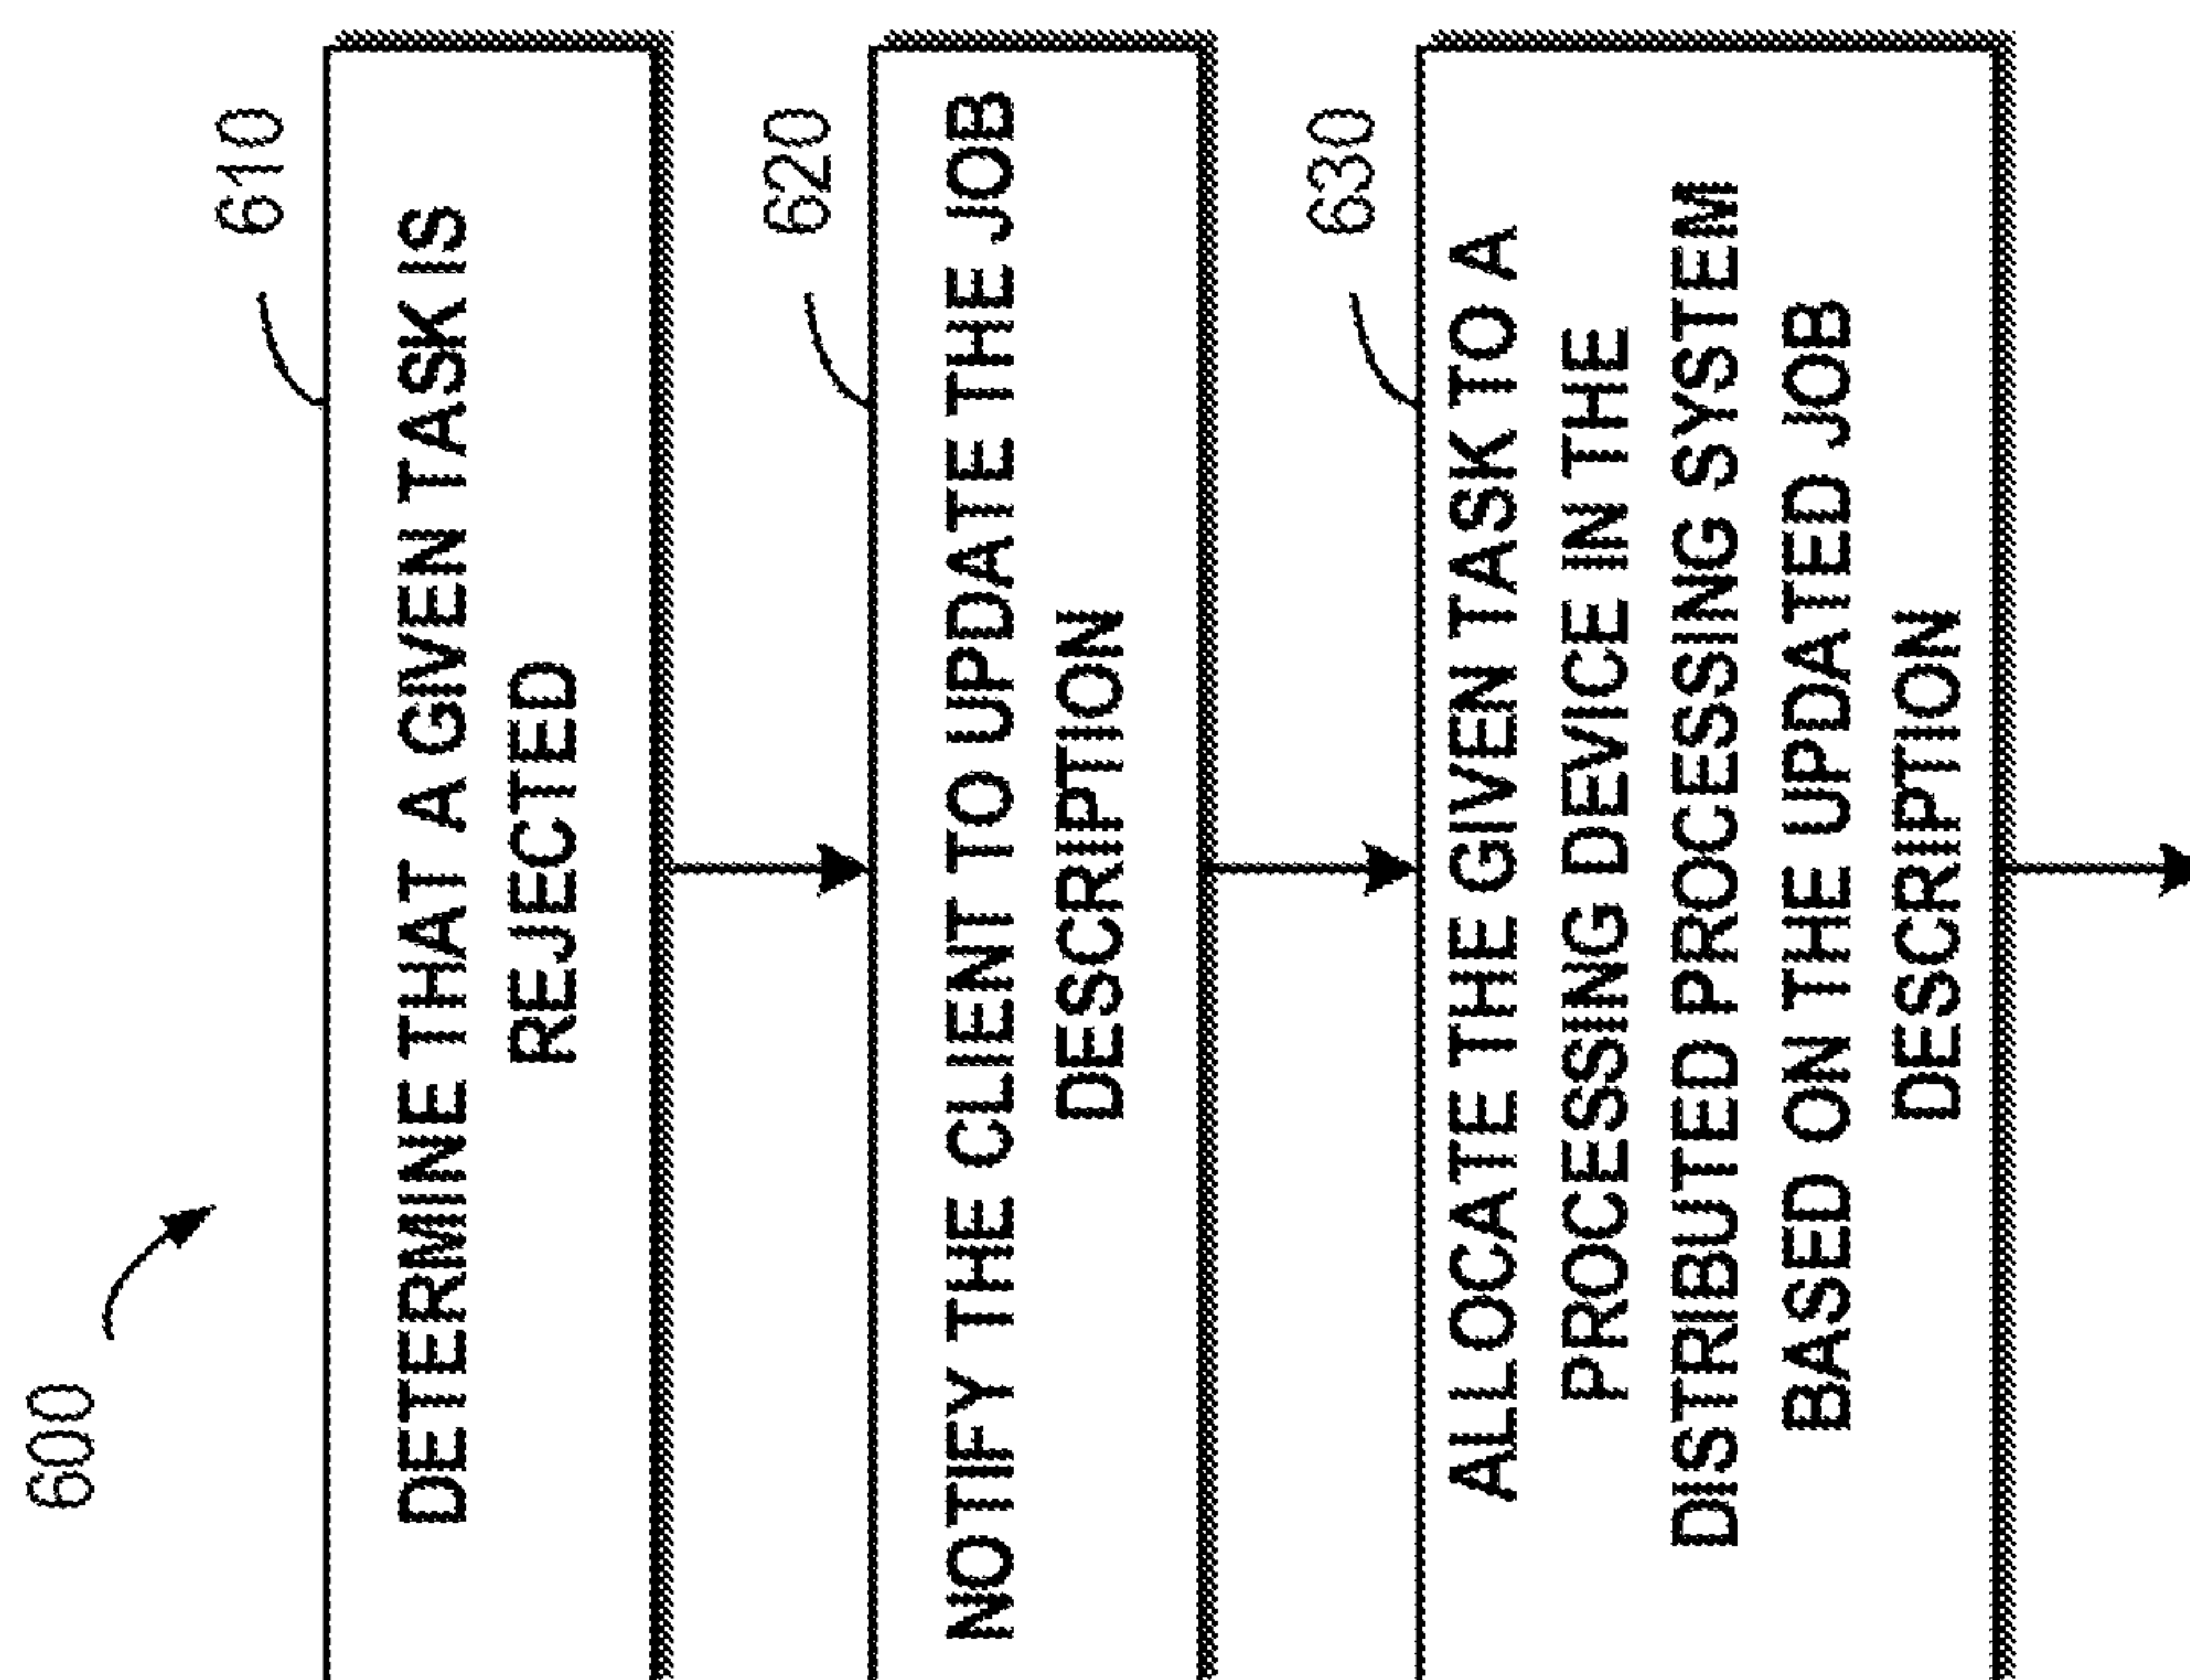 600
610
DETERMINE THAT A GIVEN TASK IS
REJECTED
620
NOTIFY THE CLIENT TO UPDATE THE JOB
DESCRIPTION
630
ALLOCATE THE GIVEN TASK TO A
PROCESSING DEVICE IN THE
DISTRIBUTED PROCESSING SYSTEM
BASED ON THE UPDATED JOB
DESCRIPTION